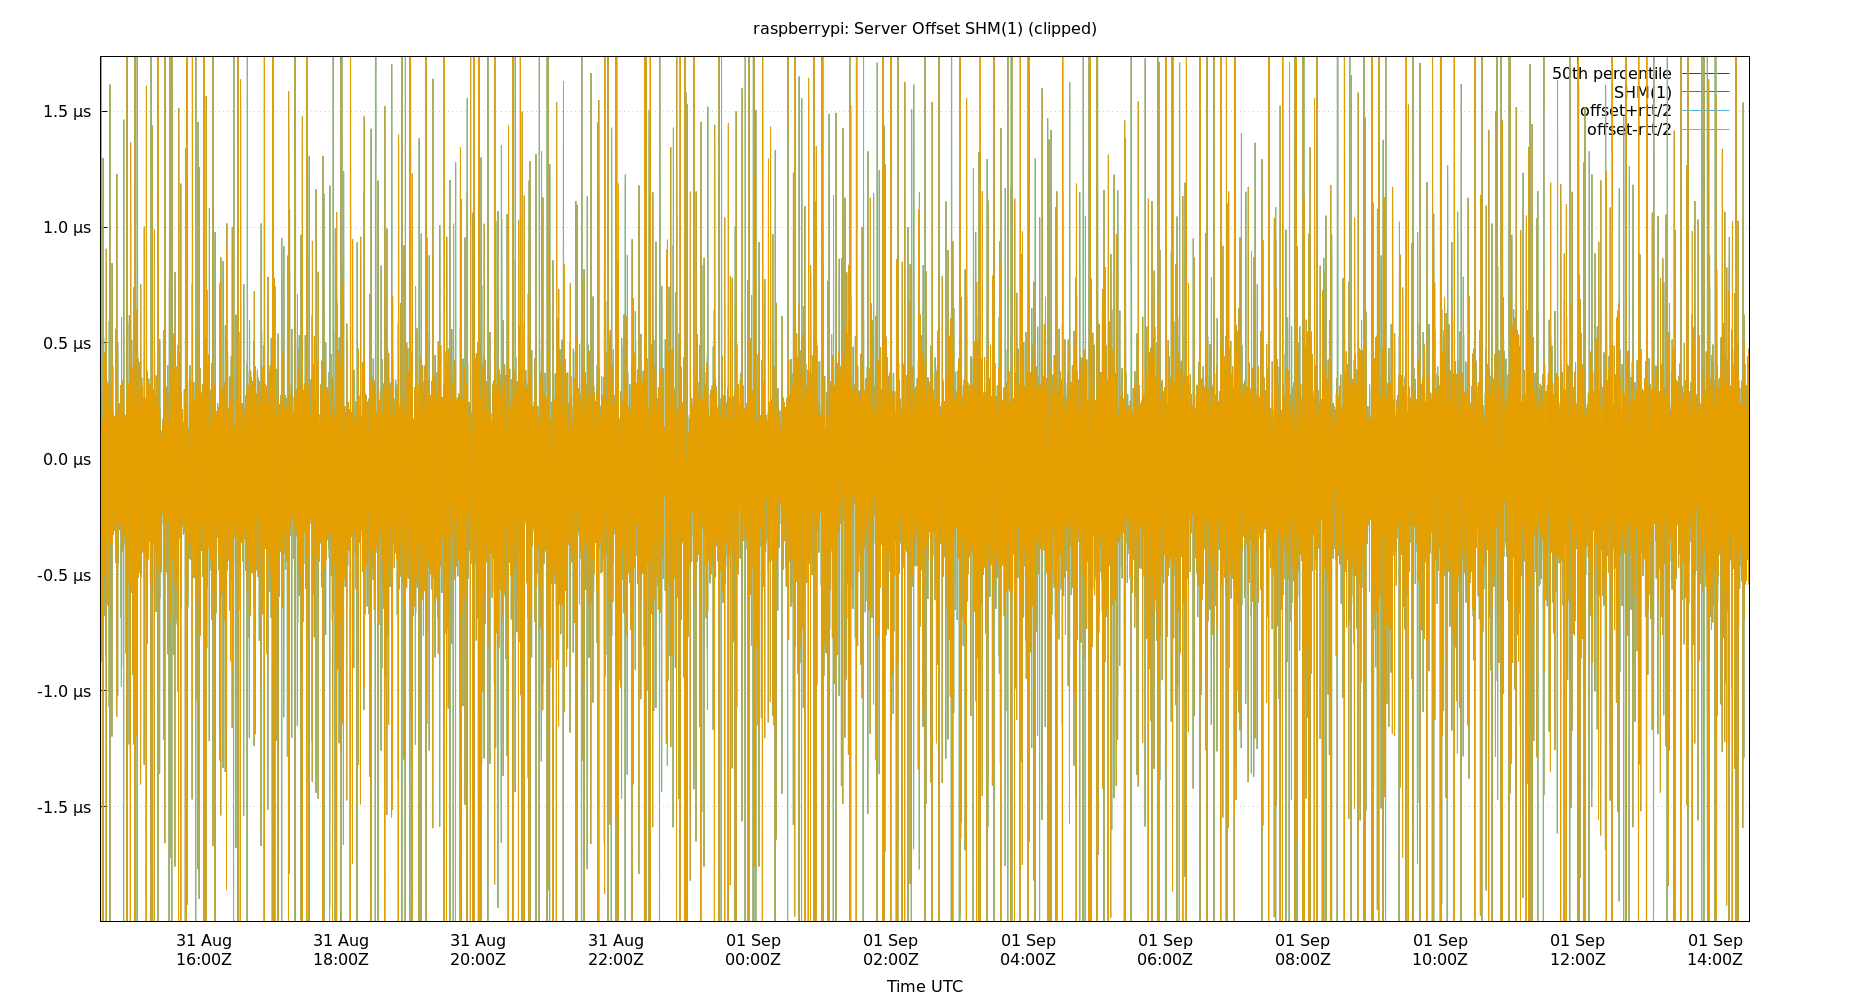 raspberrypi: Server Offset SHM(1) (clipped)
50th percentile
SHM(1)
offset+rtt/2
offset-rtt/2
1.5 µs
1.0 µs
0.5 µs
0.0 µs
-0.5 µs
-1.0 µs
-1.5 µs
31 Aug 31 Aug 31 Aug 31 Aug 01 Sep 01 Sep 01 Sep 01 Sep 01 Sep 01 Sep 01 Sep 01 Sep
16:00Z 18:00Z 20:00Z 22:00Z 00:00Z 02:00Z 04:00Z 06:00Z 08:00Z 10:00Z 12:00Z 14:00Z
Time UTC